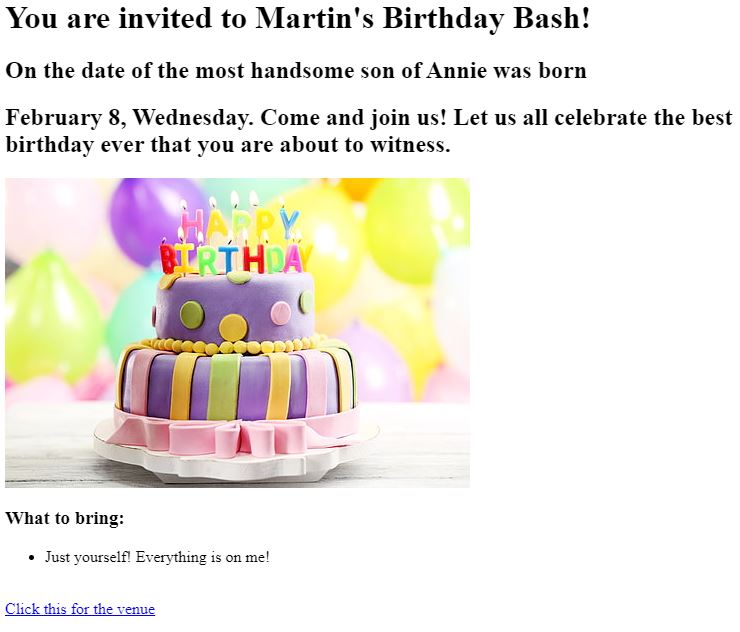 You are invited to Martin's Birthday Bash!
On the date of the most handsome son of Annie was born
February 8, Wednesday. Come and join us! Let us all celebrate the best
birthday ever that you are about to witness.
HAPPY
BIRTHDAY
What to bring:
Just yourself! Everything is on me!
Click this for the venue